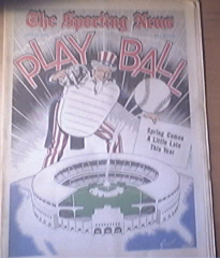 The Sporting News
PLAY BALL
Spring Comes
A Little Late
This Year